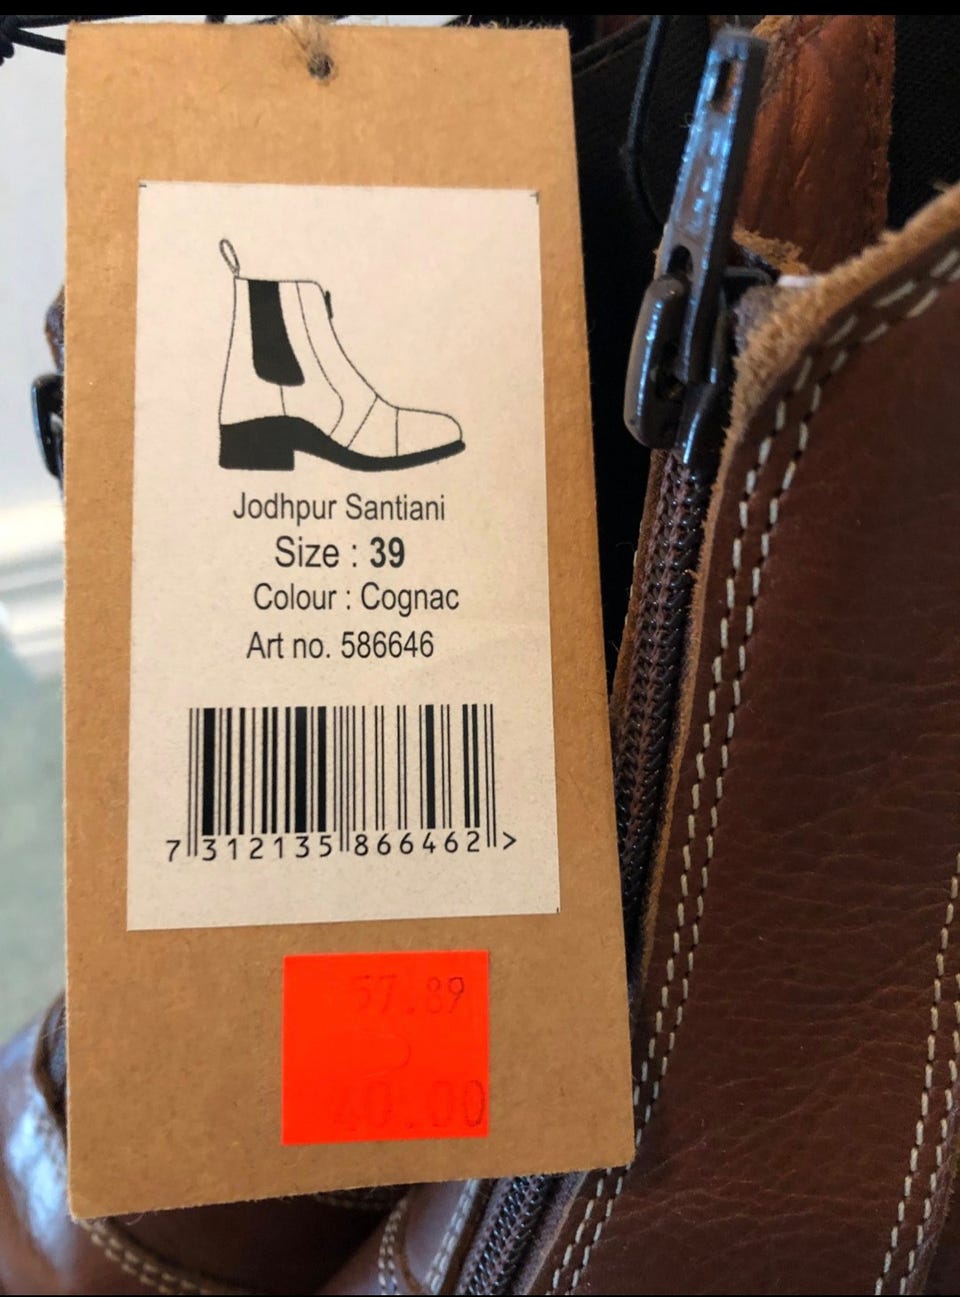 Jodhpur Santiani
Size : 39
Colour : Cognac
Art no. 586646
7 312135 866462 >
57.89
40.00